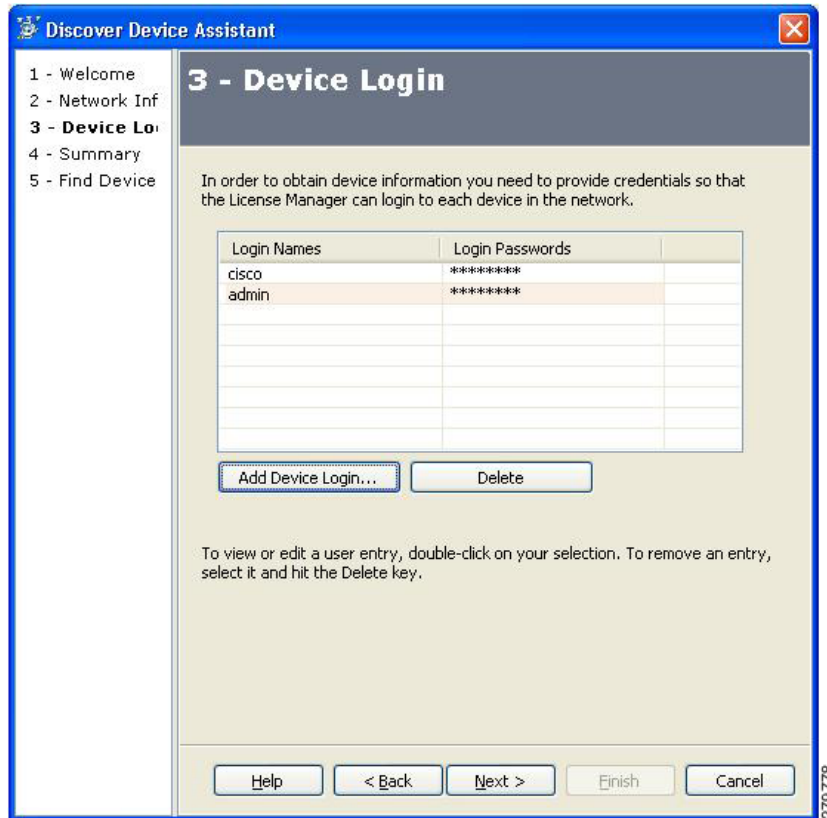 Discover Device Assistant
1 - Welcome
2 - Network Inf
3 - Device Lo
4 - Summary
5 - Find Device
3 - Device Login
In order to obtain device information you need to provide credentials so that
the License Manager can login to each device in the network.
Login Names Login Passwords
cisco ********
admin ********
Add Device Login... Delete
To view or edit a user entry, double-click on your selection. To remove an entry,
select it and hit the Delete key.
Help < Back Next > Finish Cancel